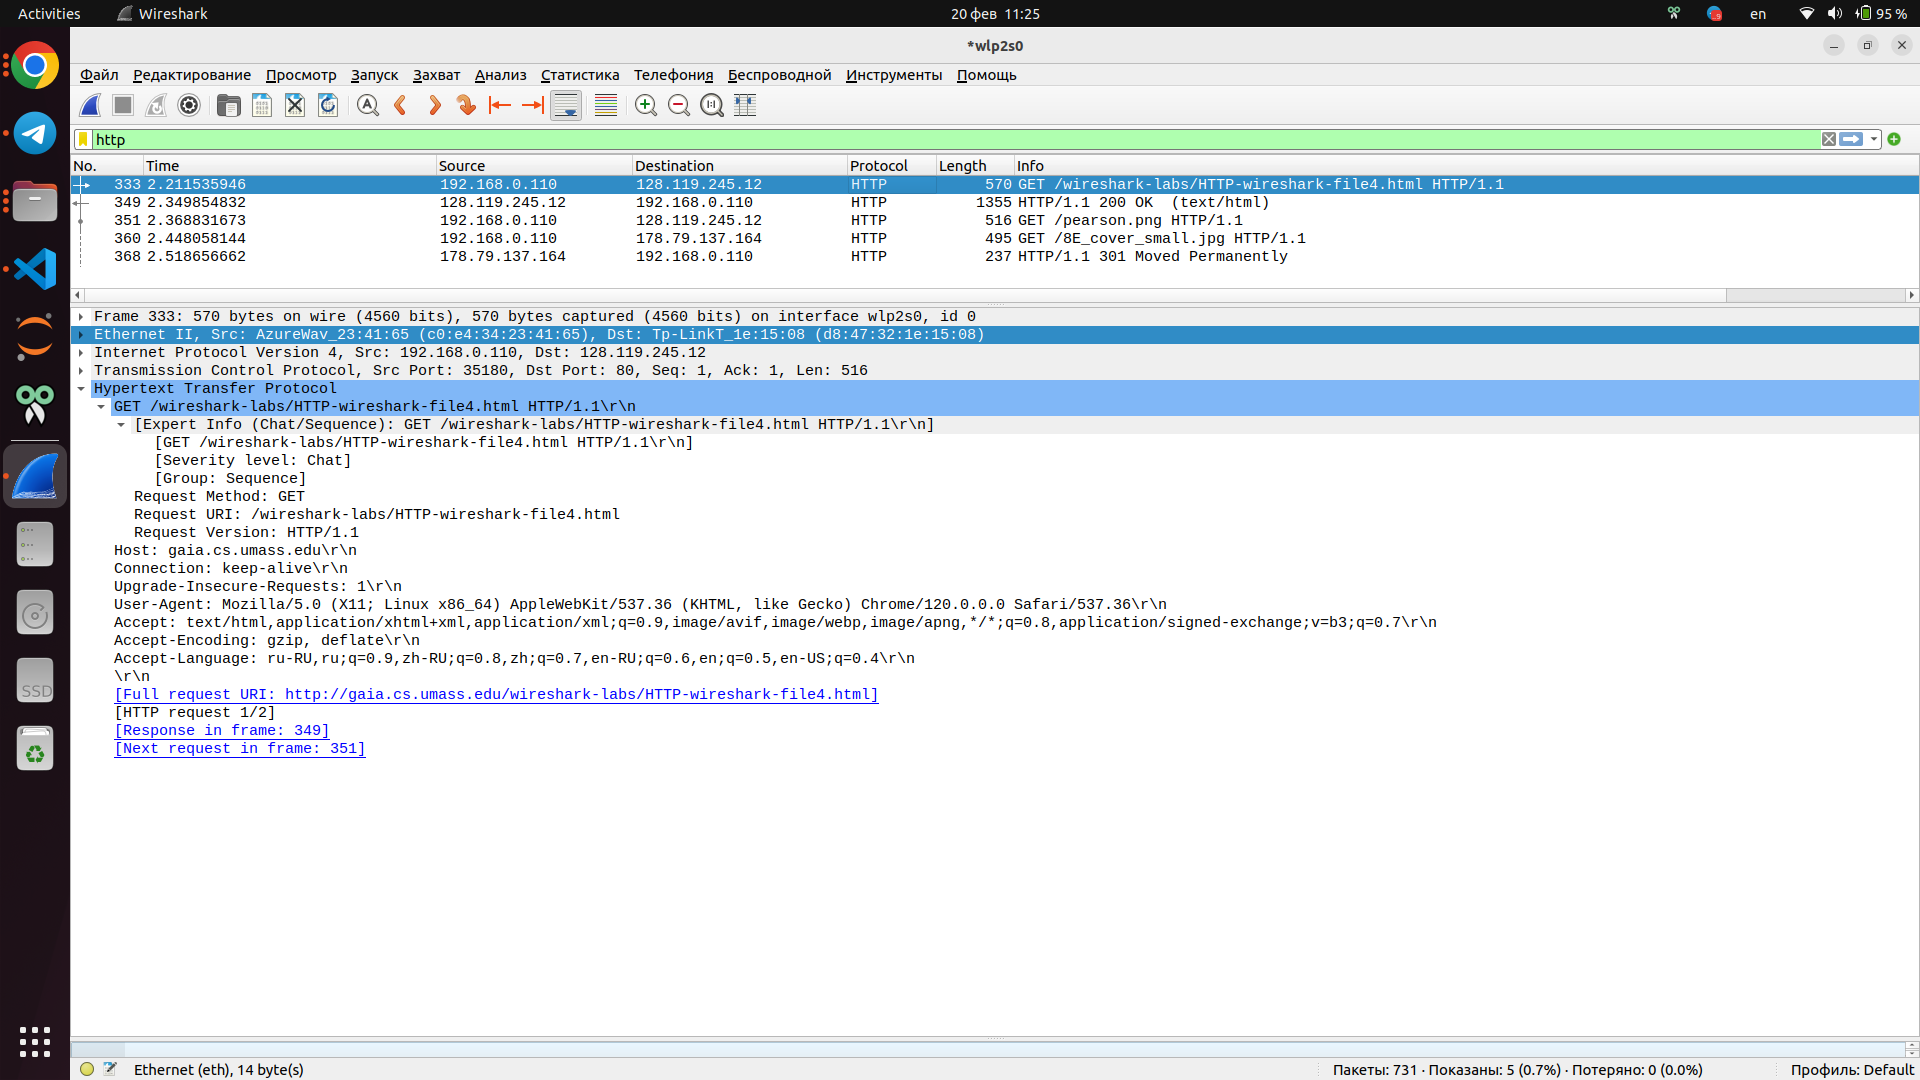 Activities
Wireshark
20 фев 11:25
en
95 %
*wlp2s0
Файл Редактирование Просмотр Запуск Захват Анализ Статистика Телефония Беспроводной Инструменты Помощь
http
No. Time Source Destination Protocol Length Info
333 2.211535946 192.168.0.110 128.119.245.12 HTTP 570 GET /wireshark-labs/HTTP-wireshark-file4.html HTTP/1.1
349 2.349854832 128.119.245.12 192.168.0.110 HTTP 1355 HTTP/1.1 200 OK  (text/html)
351 2.368831673 192.168.0.110 128.119.245.12 HTTP 516 GET /pearson.png HTTP/1.1
360 2.448058144 192.168.0.110 178.79.137.164 HTTP 495 GET /8E_cover_small.jpg HTTP/1.1
368 2.518656662 178.79.137.164 192.168.0.110 HTTP 237 HTTP/1.1 301 Moved Permanently
Frame 333: 570 bytes on wire (4560 bits), 570 bytes captured (4560 bits) on interface wlp2s0, id 0
Ethernet II, Src: AzureWav_23:41:65 (c0:e4:34:23:41:65), Dst: Tp-LinkT_1e:15:08 (d8:47:32:1e:15:08)
Internet Protocol Version 4, Src: 192.168.0.110, Dst: 128.119.245.12
Transmission Control Protocol, Src Port: 35180, Dst Port: 80, Seq: 1, Ack: 1, Len: 516
Hypertext Transfer Protocol
GET /wireshark-labs/HTTP-wireshark-file4.html HTTP/1.1\r\n
[Expert Info (Chat/Sequence): GET /wireshark-labs/HTTP-wireshark-file4.html HTTP/1.1\r\n]
[GET /wireshark-labs/HTTP-wireshark-file4.html HTTP/1.1\r\n]
[Severity level: Chat]
[Group: Sequence]
Request Method: GET
Request URI: /wireshark-labs/HTTP-wireshark-file4.html
Request Version: HTTP/1.1
Host: gaia.cs.umass.edu\r\n
Connection: keep-alive\r\n
Upgrade-Insecure-Requests: 1\r\n
User-Agent: Mozilla/5.0 (X11; Linux x86_64) AppleWebKit/537.36 (KHTML, like Gecko) Chrome/120.0.0.0 Safari/537.36\r\n
Accept: text/html,application/xhtml+xml,application/xml;q=0.9,image/avif,image/webp,image/apng,*/*;q=0.8,application/signed-exchange;v=b3;q=0.7\r\n
Accept-Encoding: gzip, deflate\r\n
Accept-Language: ru-RU,ru;q=0.9,zh-RU;q=0.8,zh;q=0.7,en-RU;q=0.6,en;q=0.5,en-US;q=0.4\r\n
\r\n
[Full request URI: http://gaia.cs.umass.edu/wireshark-labs/HTTP-wireshark-file4.html]
[HTTP request 1/2]
[Response in frame: 349]
[Next request in frame: 351]
SSD
Ethernet (eth), 14 byte(s)
Пакеты: 731 · Показаны: 5 (0.7%) · Потеряно: 0 (0.0%)
Профиль: Default